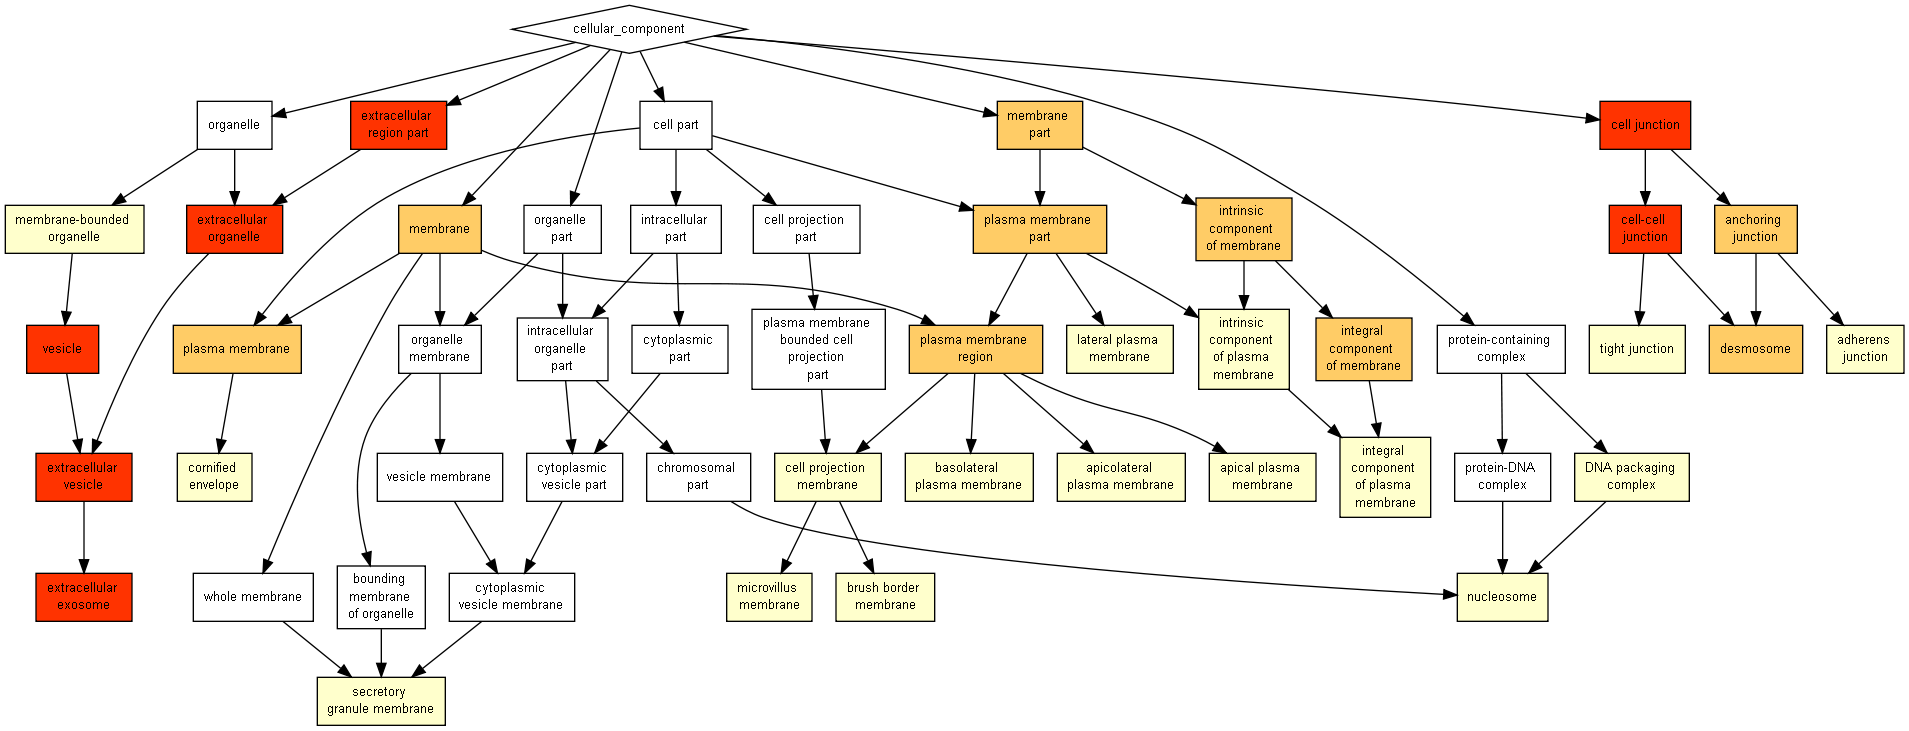 cellular_component
organelle
extracellular
region part
cell part
membrane
part
cell junction
membrane-bounded
organelle
extracellular
organelle
membrane
organelle
part
intracellular
part
cell projection
part
plasma membrane
part
intrinsic
component
of membrane
cell-cell
junction
anchoring
junction
vesicle
plasma membrane
organelle
membrane
intracellular
organelle
part
cytoplasmic
part
plasma membrane
bounded cell
projection
part
plasma membrane
region
lateral plasma
membrane
intrinsic
component
of plasma
membrane
integral
component
of membrane
protein-containing
complex
tight junction
desmosome
adherens
junction
extracellular
vesicle
cornified
envelope
vesicle membrane
cytoplasmic
vesicle part
chromosomal
part
cell projection
membrane
basolateral
plasma membrane
apicolateral
plasma membrane
apical plasma
membrane
integral
component
of plasma
membrane
protein-DNA
complex
DNA packaging
complex
extracellular
exosome
whole membrane
bounding
membrane
of organelle
cytoplasmic
vesicle membrane
microvillus
membrane
brush border
membrane
nucleosome
secretory
granule membrane